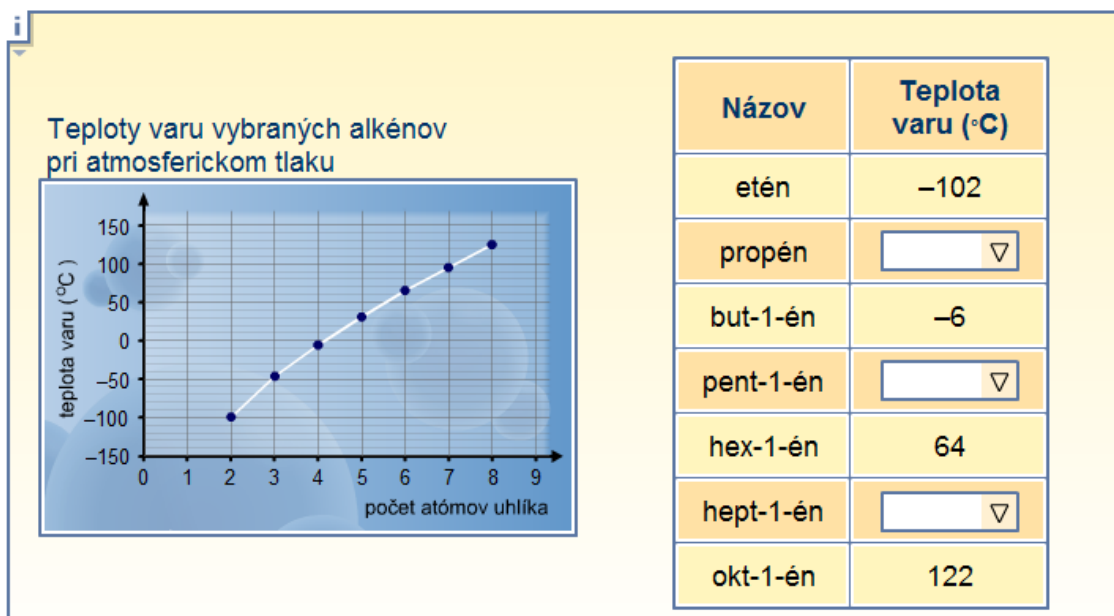 i
Teploty varu vybraných alkénov
pri atmosferickom tlaku
teplota varu (°C)
150
100
50
0
–50
–100
–150
0 1 2 3 4 5 6 7 8 9
počet atómov uhlíka
Názov Teplota varu (°C)
etén –102
propén
but-1-én –6
pent-1-én
hex-1-én 64
hept-1-én
okt-1-én 122